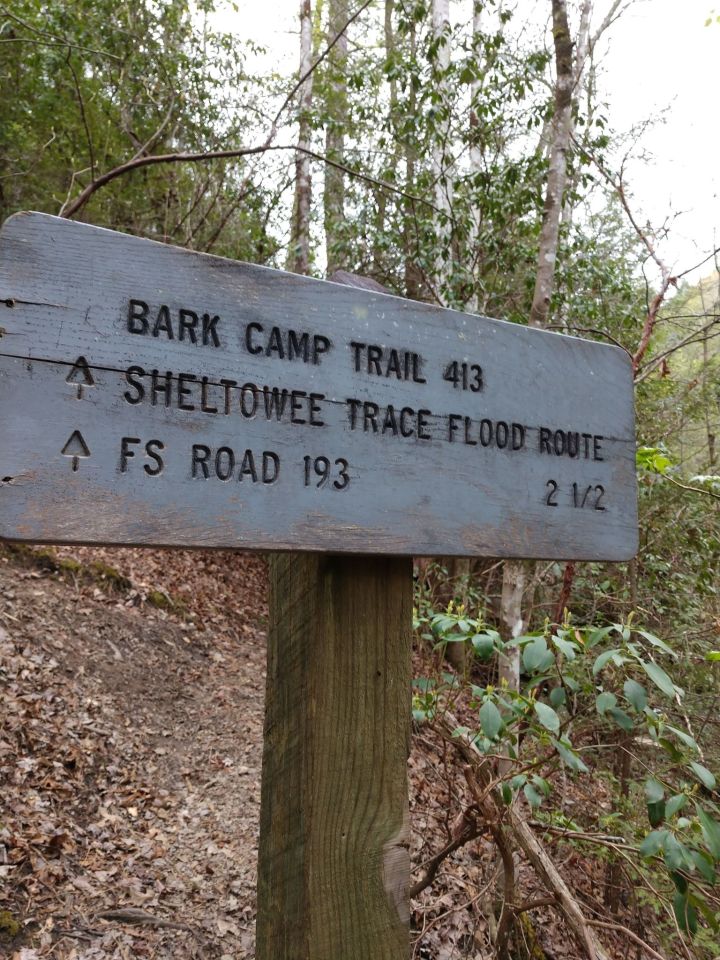 BARK CAMP TRAIL 413
SHELTOWEE TRACE FLOOD ROUTE
FS ROAD 193 2 1/2